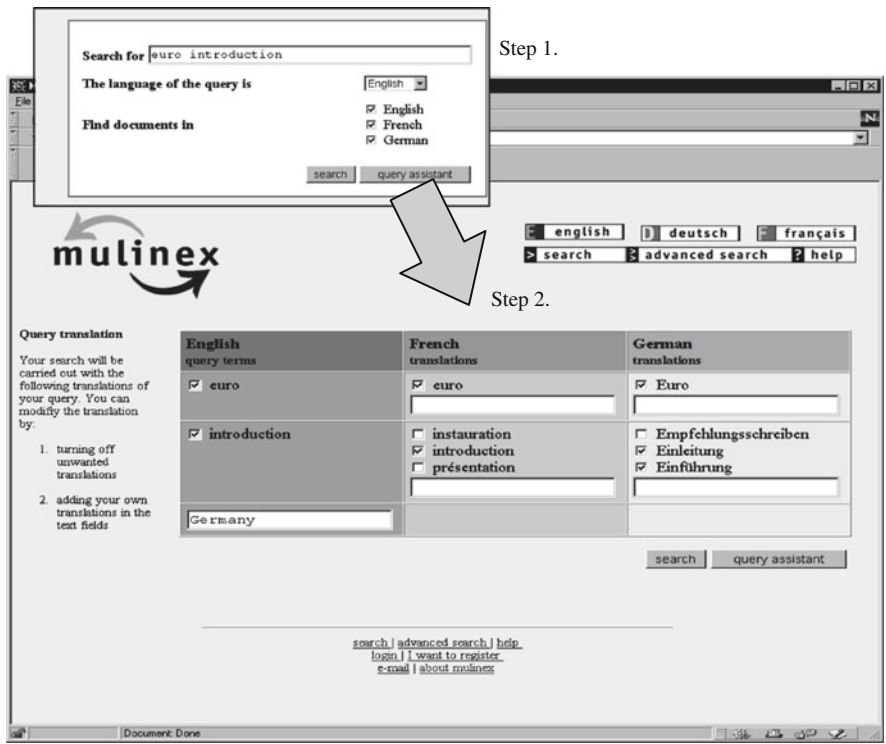 Search for euro introduction
Step 1.
The language of the query is English
Find documents in
English
French
German
search query assistant
mulinex
E english D deutsch F français
> search advanced search ? help
Step 2.
Query translation
Your search will be
carried out with the
following translations of
your query. You can
modifiy the translation
by:
1. turning off
unwanted
translations
2. adding your own
translations in the
text fields
English
query terms
French
translations
German
translations
euro
euro
Euro
introduction
instauration
introduction
présentation
Empfehlungsschreiben
Einleitung
Einführung
Germany
search query assistant
search | advanced search | help
login | I want to register
e-mail | about mulinex
Document: Done